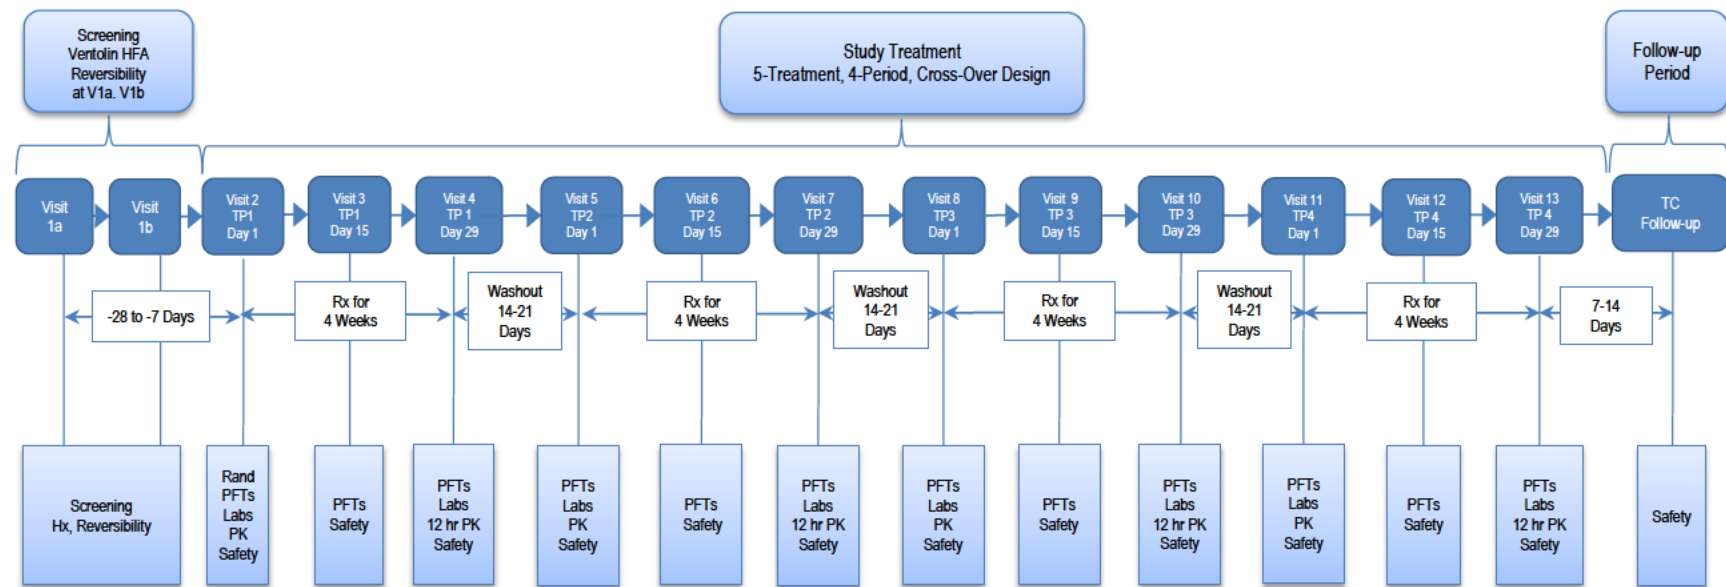 Screening
Ventolin HFA
Reversibility
at V1a. V1b
Study Treatment
5-Treatment, 4-Period, Cross-Over Design
Follow-up
Period
Visit
1a
Visit
1b
Visit 2
TP1
Day 1
Visit 3
TP1
Day 15
Visit 4
TP 1
Day 29
Visit 5
TP2
Day 1
Visit 6
TP 2
Day 15
Visit 7
TP 2
Day 29
Visit 8
TP3
Day 1
Visit 9
TP 3
Day 15
Visit 10
TP 3
Day 29
Visit 11
TP4
Day 1
Visit 12
TP 4
Day 15
Visit 13
TP 4
Day 29
TC
Follow-up
-28 to -7 Days
Rx for
4 Weeks
Washout
14-21
Days
Rx for
4 Weeks
Washout
14-21
Days
Rx for
4 Weeks
Washout
14-21
Days
Rx for
4 Weeks
7-14
Days
Screening
Hx, Reversibility
Rand
PFTs
Labs
PK
Safety
PFTs
Safety
PFTs
Labs
12 hr PK
Safety
PFTs
Labs
PK
Safety
PFTs
Safety
PFTs
Labs
12 hr PK
Safety
PFTs
Labs
PK
Safety
PFTs
Safety
PFTs
Labs
12 hr PK
Safety
PFTs
Labs
PK
Safety
PFTs
Safety
PFTs
Labs
12 hr PK
Safety
Safety